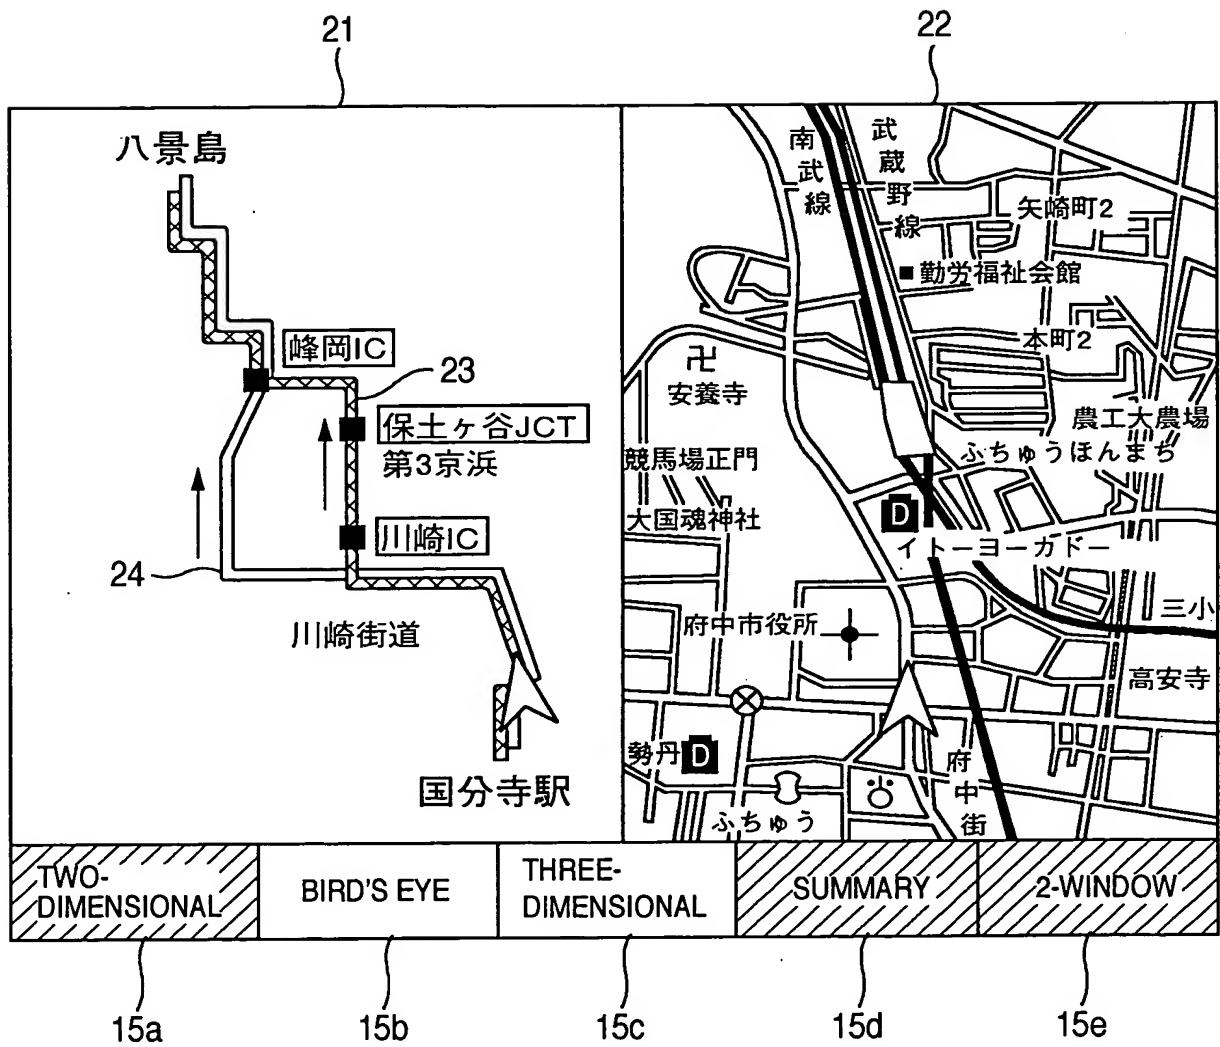 21
22
八景島
峰岡IC
23
保土ヶ谷JCT
第3京浜
川崎IC
24
川崎街道
国分寺駅
南武線
武蔵野線
矢崎町2
勤労福祉会館
本町2
卍
安養寺
農工大農場
ふちゅうほんまち
競馬場正門
大国魂神社
D
イトーヨーカドー
三小
府中市役所
高安寺
勢丹
D
府中街
ふちゅう
TWO-
DIMENSIONAL
BIRD'S EYE
THREE-
DIMENSIONAL
SUMMARY
2-WINDOW
15a
15b
15c
15d
15e